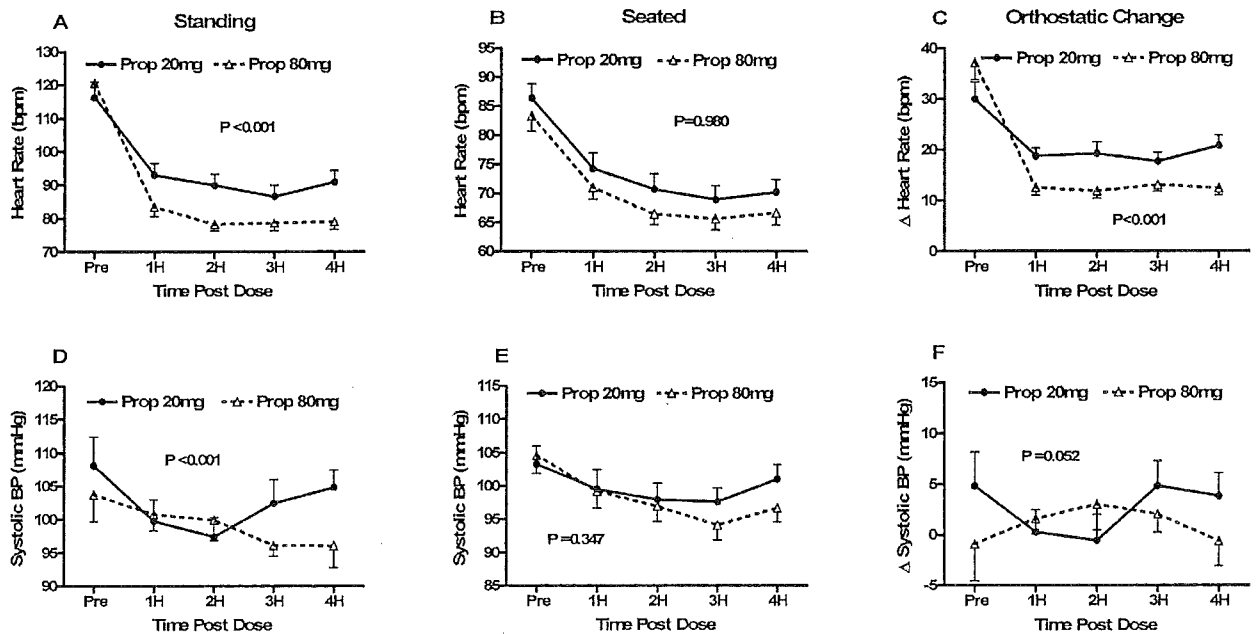 A Standing
130
120
110
100
90
80
70
Heart Rate (bpm)
Prop 20mg Prop 80mg
P <0.001
Pre 1H 2H 3H 4H
Time Post Dose
B Seated
95
90
85
80
75
70
65
60
Heart Rate (bpm)
Prop 20mg Prop 80mg
P=0.980
Pre 1H 2H 3H 4H
Time Post Dose
C Orthostatic Change
40
30
20
10
0
Δ Heart Rate (bpm)
Prop 20mg Prop 80mg
P<0.001
Pre 1H 2H 3H 4H
Time Post Dose
D
120
115
110
105
100
95
90
Systolic BP (mmHg)
Prop 20mg Prop 80mg
P <0.001
Pre 1H 2H 3H 4H
Time Post Dose
E
115
110
105
100
95
90
85
Systolic BP (mmHg)
Prop 20mg Prop 80mg
P =0.347
Pre 1H 2H 3H 4H
Time Post Dose
F
15
10
5
0
-5
Δ Systolic BP (mmHg)
Prop 20mg Prop 80mg
P =0.052
Pre 1H 2H 3H 4H
Time Post Dose